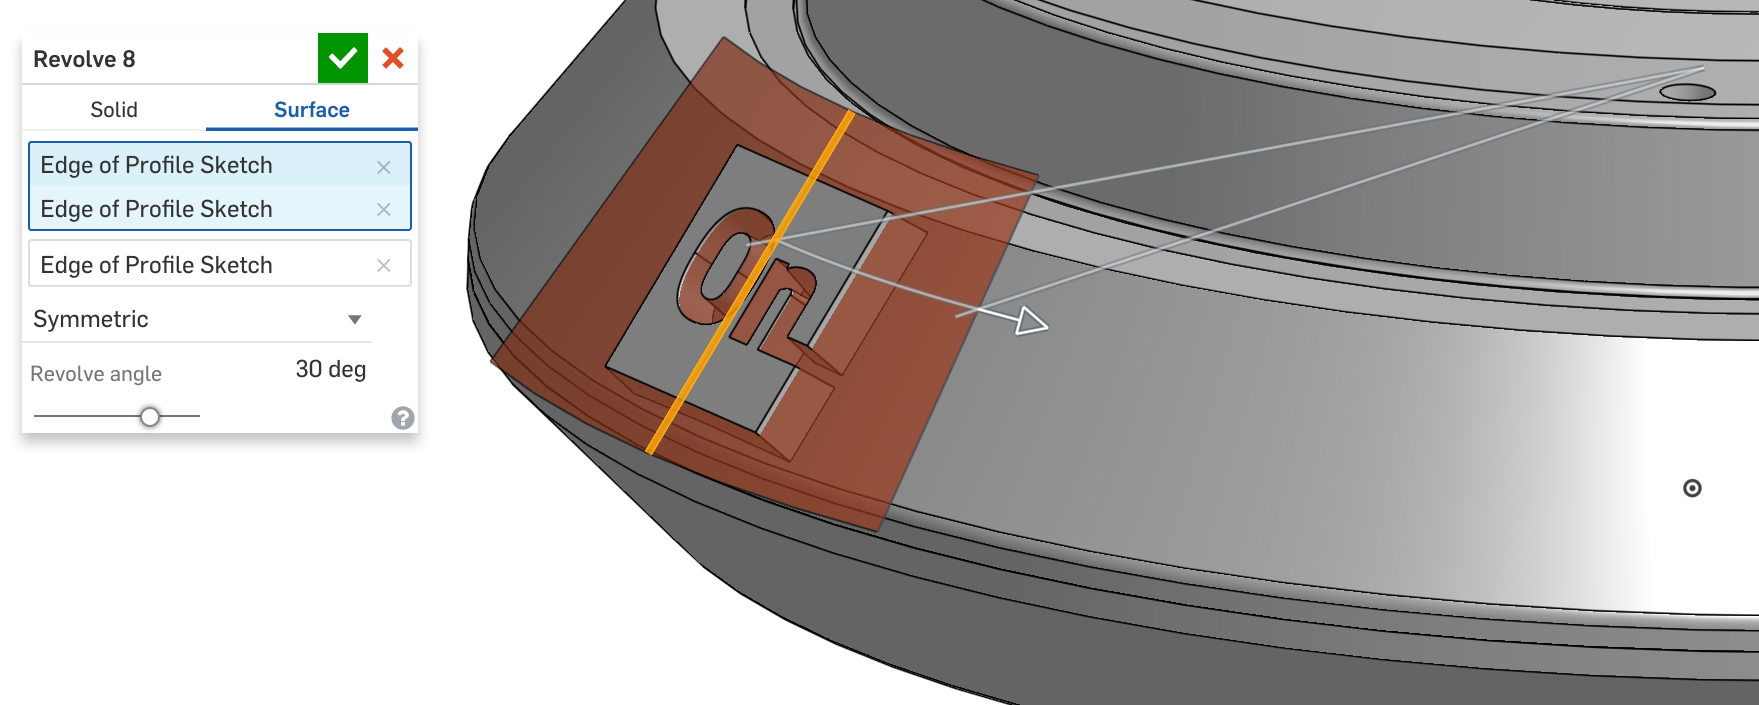 Revolve 8
Solid
Surface
Edge of Profile Sketch
Edge of Profile Sketch
Edge of Profile Sketch
Symmetric
Revolve angle
30 deg
?
On